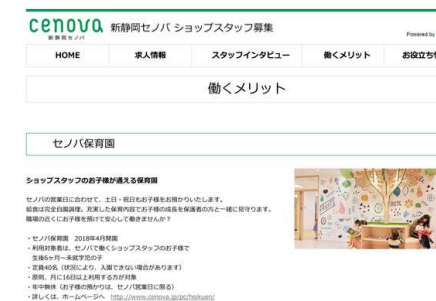 cenova
新静岡セノバ
新静岡セノバ ショップスタッフ募集
Powered by
HOME 求人情報 スタッフインタビュー 働くメリット お役立ち
働くメリット
セノバ保育園
ショップスタッフのお子様が通える保育園
セノバの営業日に合わせて、土日・祝日もお子様をお預かりいたします。
給食は完全自園調理。充実した保育内容でお子様の成長を保護者の方と一緒に見守ります。
職場の近くにお子様を預けて安心して働きませんか？
・セノバ保育園 2018年4月開園
・利用対象者は、セノバで働くショップスタッフのお子様で
生後6ヶ月～未就学児の子
・定員40名（状況により、入園できない場合があります）
・原則、月に16日以上利用する方が対象
・年中無休（お子様の預かりは、セノバ営業日に限る）
・詳しくは、ホームページへ http://www.cenova.jp/pc/hoikuen/